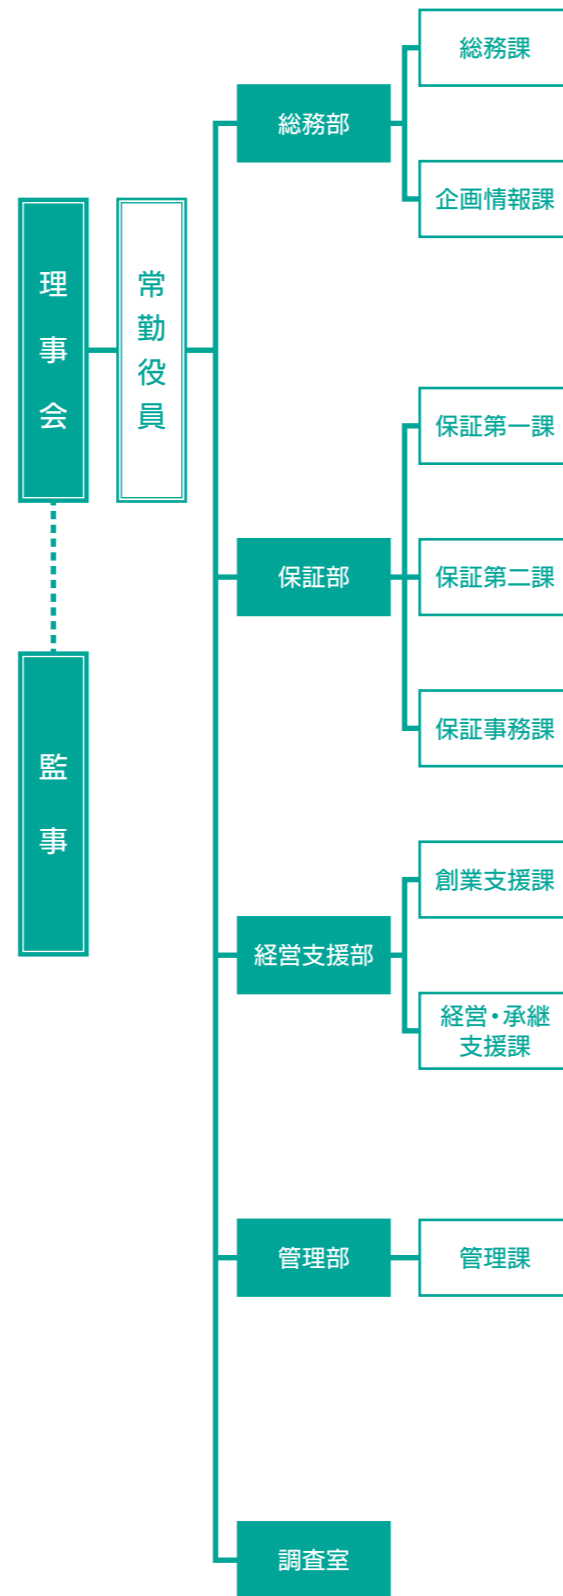 理事会
監事
常勤役員
総務部
総務課
企画情報課
保証部
保証第一課
保証第二課
保証事務課
経営支援部
創業支援課
経営・承継
支援課
管理部
管理課
調査室